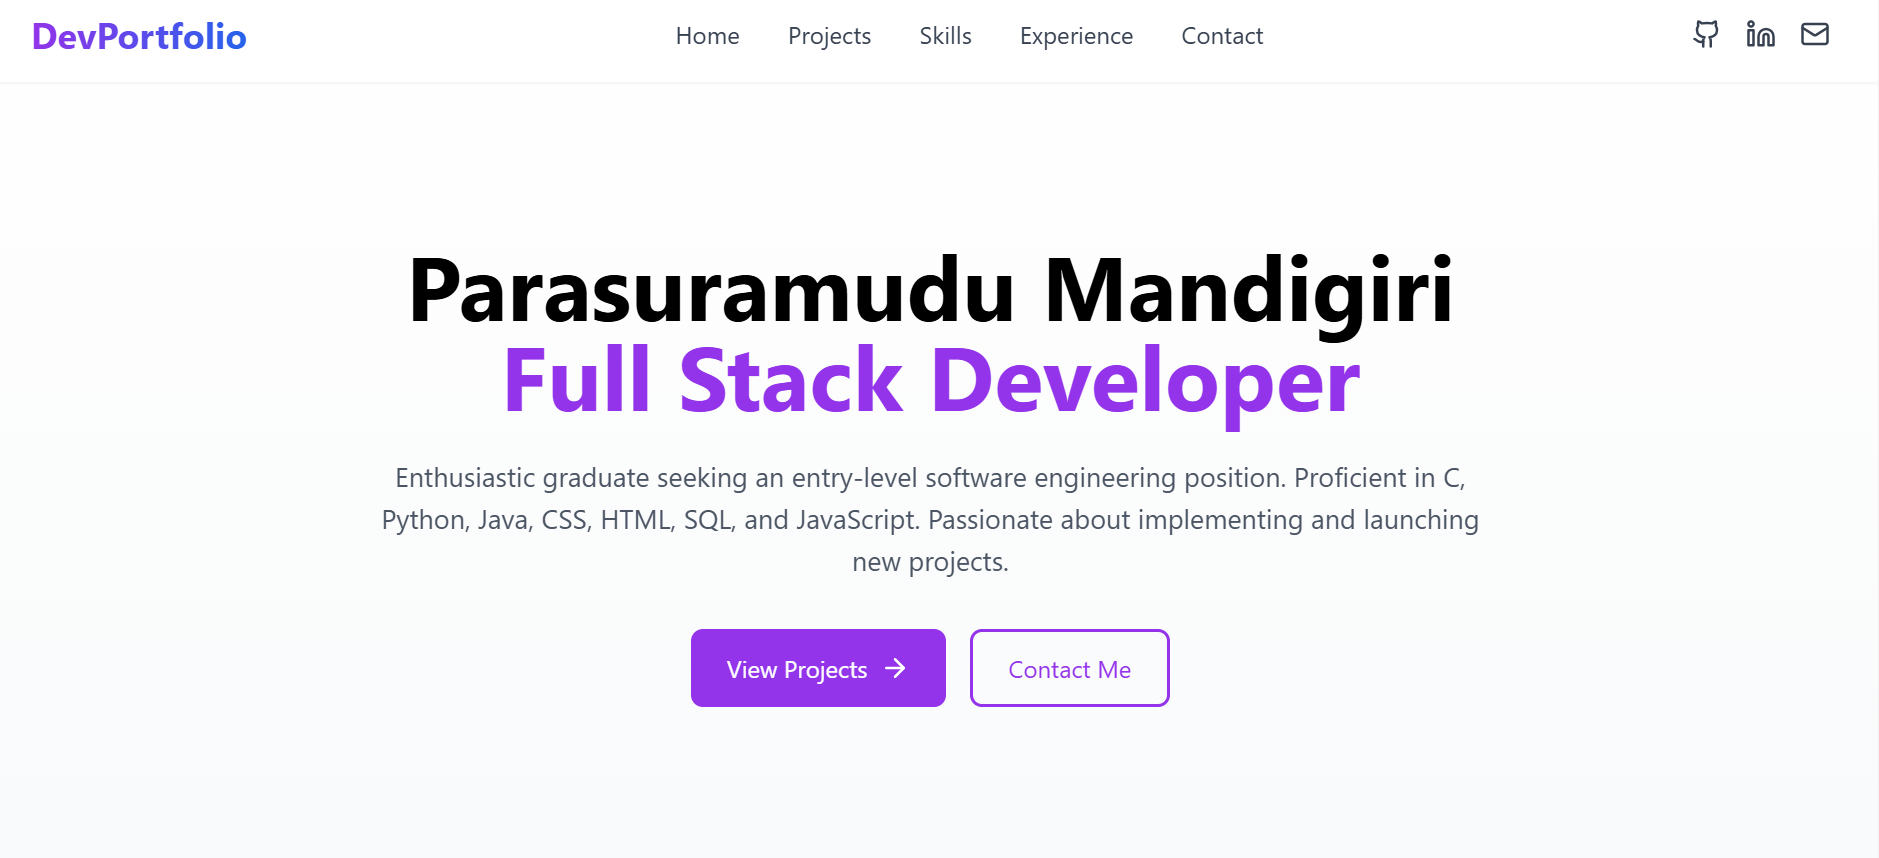 DevPortfolio
Home Projects Skills Experience Contact
Parasuramudu Mandigiri
Full Stack Developer
Enthusiastic graduate seeking an entry-level software engineering position. Proficient in C,
Python, Java, CSS, HTML, SQL, and JavaScript. Passionate about implementing and launching
new projects.
View Projects
Contact Me